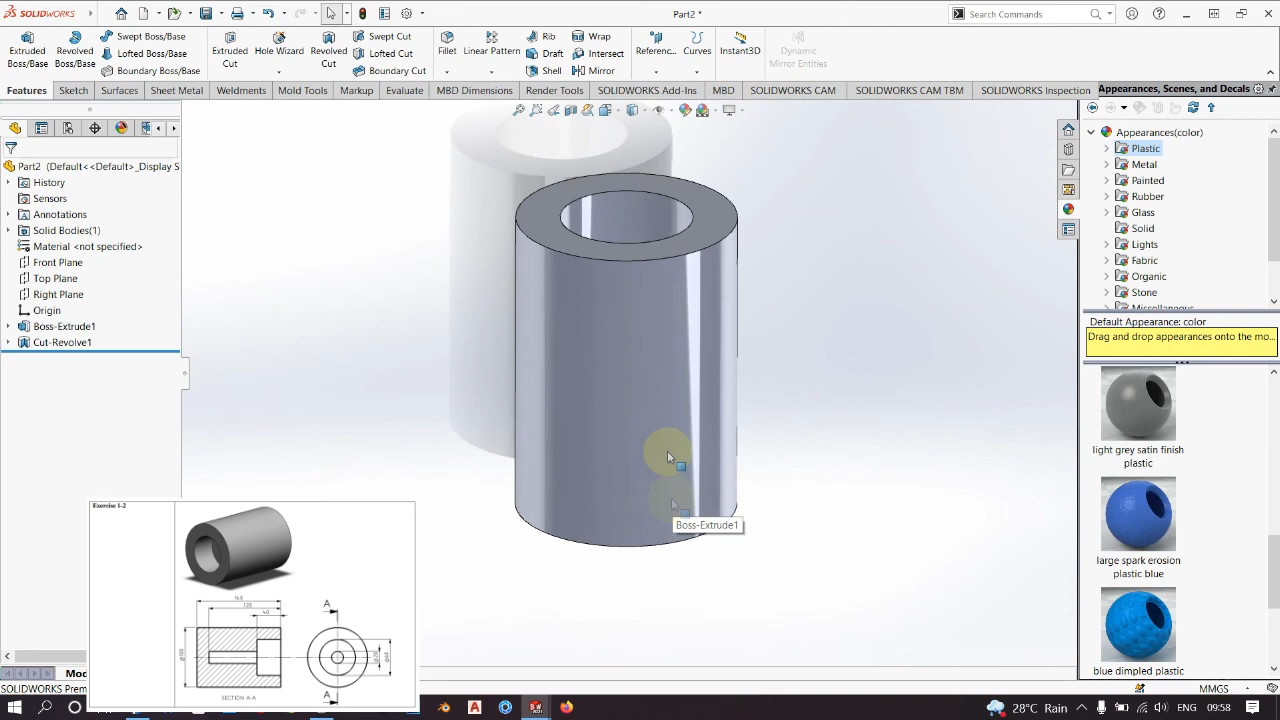 SOLIDWORKS
Part2 *
Search Commands
Extruded Boss/Base
Revolved Boss/Base
Swept Boss/Base
Lofted Boss/Base
Boundary Boss/Base
Extruded Cut
Hole Wizard
Revolved Cut
Swept Cut
Lofted Cut
Boundary Cut
Fillet
Linear Pattern
Rib
Draft
Shell
Wrap
Intersect
Mirror
Referenc...
Curves
Instant3D
Dynamic Mirror Entities
Features
Sketch
Surfaces
Sheet Metal
Weldments
Mold Tools
Markup
Evaluate
MBD Dimensions
Render Tools
SOLIDWORKS Add-Ins
MBD
SOLIDWORKS CAM
SOLIDWORKS CAM TBM
SOLIDWORKS Inspection
Appearances, Scenes, and Decals
Part2 (Default<<Default>_Display S
History
Sensors
Annotations
Solid Bodies(1)
Material <not specified>
Front Plane
Top Plane
Right Plane
Origin
Boss-Extrude1
Cut-Revolve1
Boss-Extrude1
Appearances(color)
Plastic
Metal
Painted
Rubber
Glass
Solid
Lights
Fabric
Organic
Stone
Miscellaneous
Default Appearance: color
Drag and drop appearances onto the mo...
light grey satin finish
plastic
large spark erosion
plastic blue
blue dimpled plastic
Exercise 1-2
120
40
A
A
SECTION A-A
Mod
SOLIDWORKS Prem
MMGS
28°C Rain
ENG
09:58